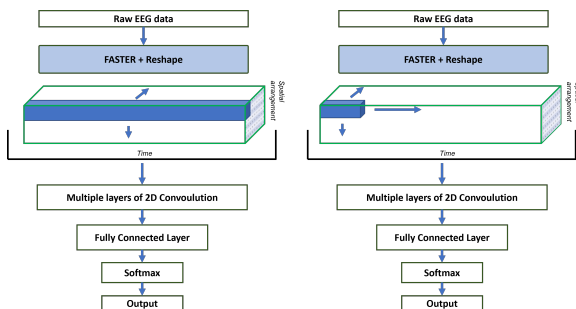 Raw EEG data
FASTER + Reshape
Spatial
arrangement
Time
Multiple layers of 2D Convoulution
Fully Connected Layer
Softmax
Output
Raw EEG data
FASTER + Reshape
arrangement
Time
Multiple layers of 2D Convoulution
Fully Connected Layer
Softmax
Output